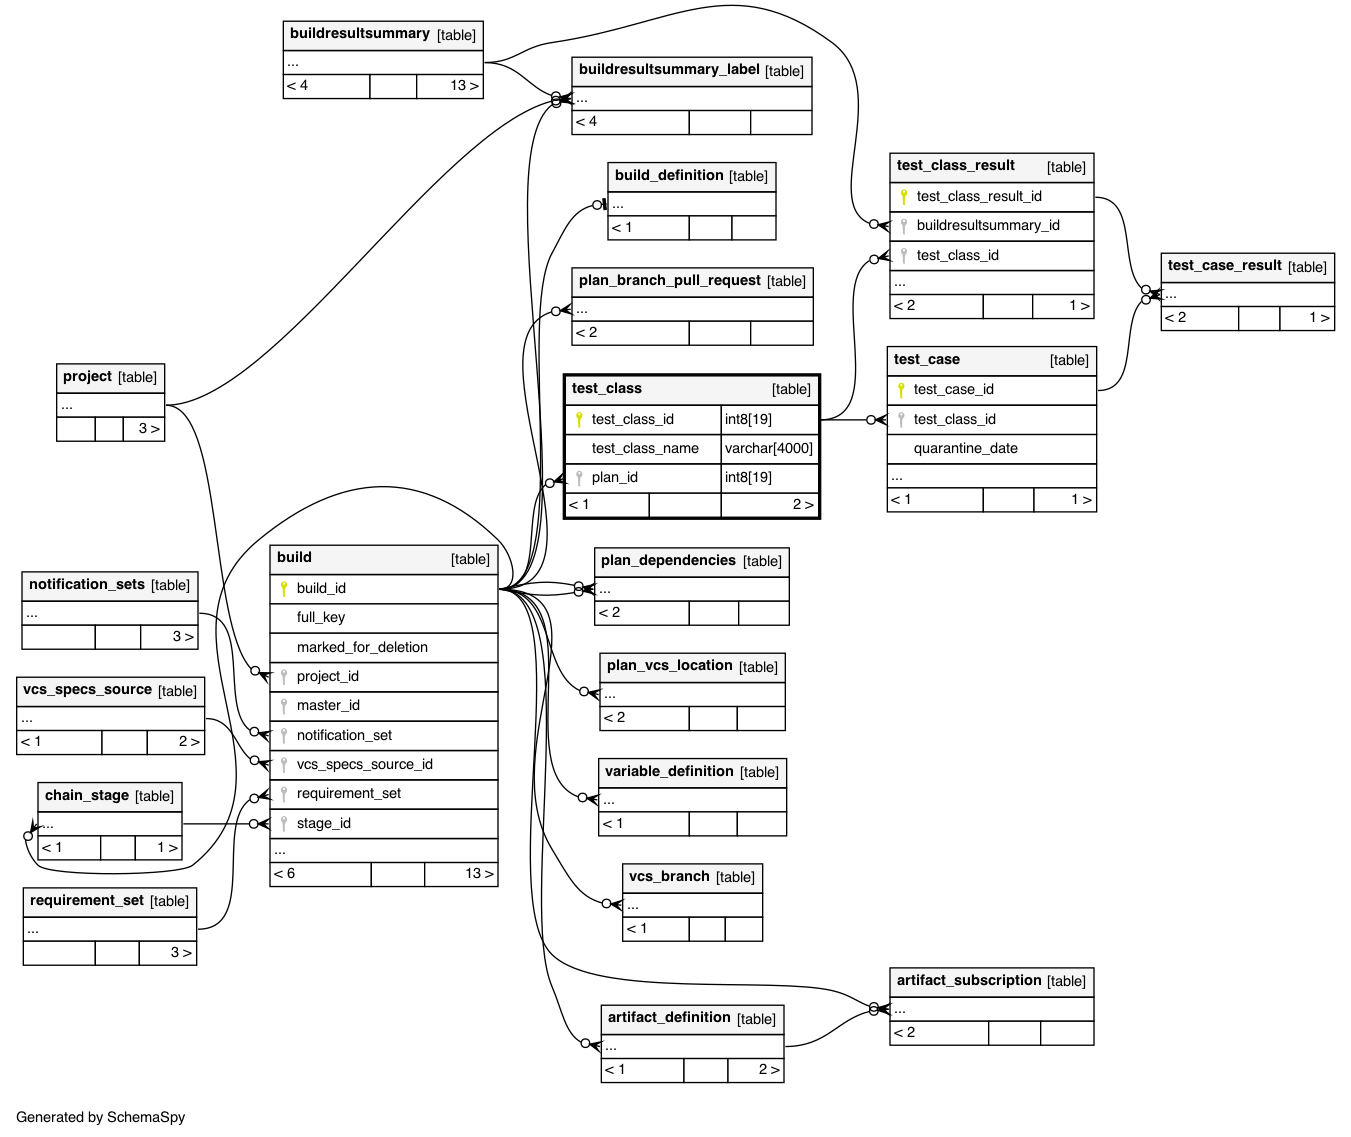 buildresultsummary [table]
...
< 4 13 >
buildresultsummary_label [table]
...
< 4
build_definition [table]
...
< 1
plan_branch_pull_request [table]
...
< 2
test_class_result [table]
test_class_result_id
buildresultsummary_id
test_class_id
...
< 2 1 >
test_case_result [table]
...
< 2 1 >
project [table]
...
3 >
test_class [table]
test_class_id int8[19]
test_class_name varchar[4000]
plan_id int8[19]
< 1 2 >
test_case [table]
test_case_id
test_class_id
quarantine_date
...
< 1 1 >
notification_sets [table]
...
3 >
vcs_specs_source [table]
...
< 1 2 >
chain_stage [table]
...
< 1 1 >
requirement_set [table]
...
3 >
build [table]
build_id
full_key
marked_for_deletion
project_id
master_id
notification_set
vcs_specs_source_id
requirement_set
stage_id
...
< 6 13 >
plan_dependencies [table]
...
< 2
plan_vcs_location [table]
...
< 2
variable_definition [table]
...
< 1
vcs_branch [table]
...
< 1
artifact_definition [table]
...
< 1 2 >
artifact_subscription [table]
...
< 2
Generated by SchemaSpy